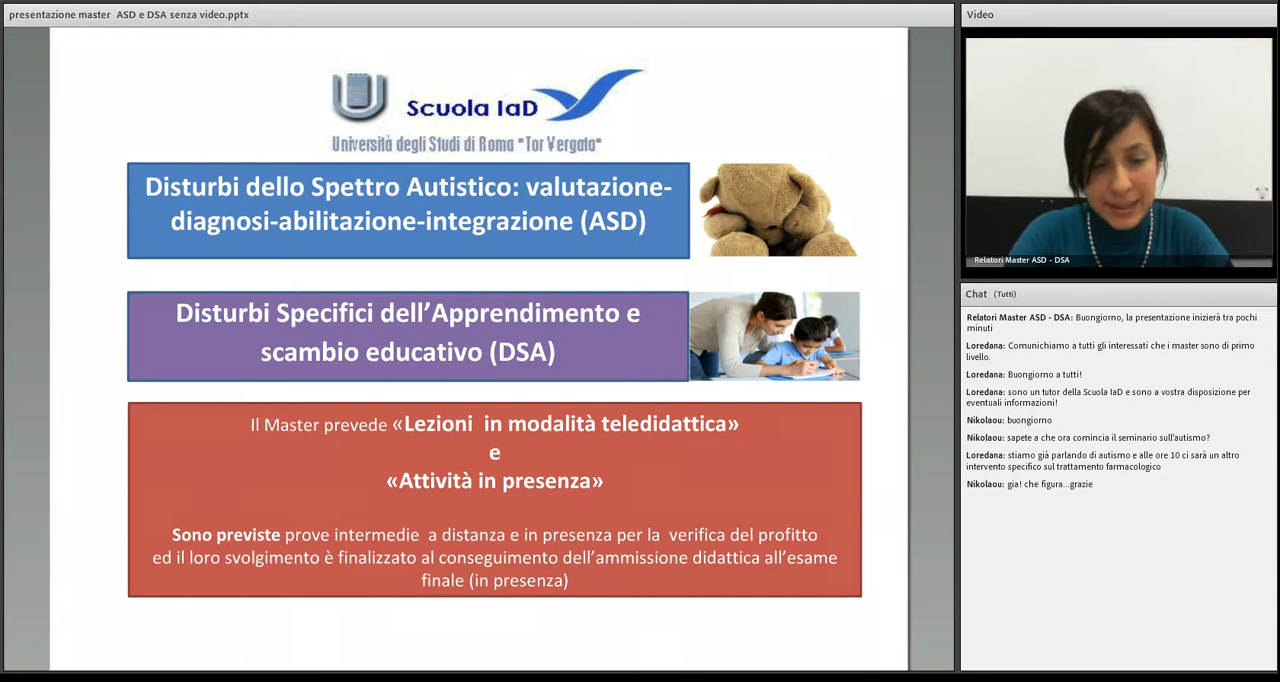 presentazione master  ASD e DSA senza video.pptx
Scuola IaD
Università degli Studi di Roma "Tor Vergata"
Disturbi dello Spettro Autistico: valutazione-
diagnosi-abilitazione-integrazione (ASD)
Disturbi Specifici dell’Apprendimento e
scambio educativo (DSA)
Il Master prevede «Lezioni  in modalità teledidattica»
e
«Attività in presenza»
Sono previste prove intermedie  a distanza e in presenza per la  verifica del profitto
ed il loro svolgimento è finalizzato al conseguimento dell’ammissione didattica all’esame
finale (in presenza)
Video
Relatori Master ASD - DSA
Chat (Tutti)
Relatori Master ASD - DSA: Buongiorno, la presentazione inizierà tra pochi
minuti
Loredana: Comunichiamo a tutti gli interessati che i master sono di primo
livello.
Loredana: Buongiorno a tutti!
Loredana: sono un tutor della Scuola IaD e sono a vostra disposizione per
eventuali informazioni!
Nikolaou: buongiorno
Nikolaou: sapete a che ora comincia il seminario sull'autismo?
Loredana: stiamo già parlando di autismo e alle ore 10 ci sarà un altro
intervento specifico sul trattamento farmacologico
Nikolaou: gia! che figura...grazie